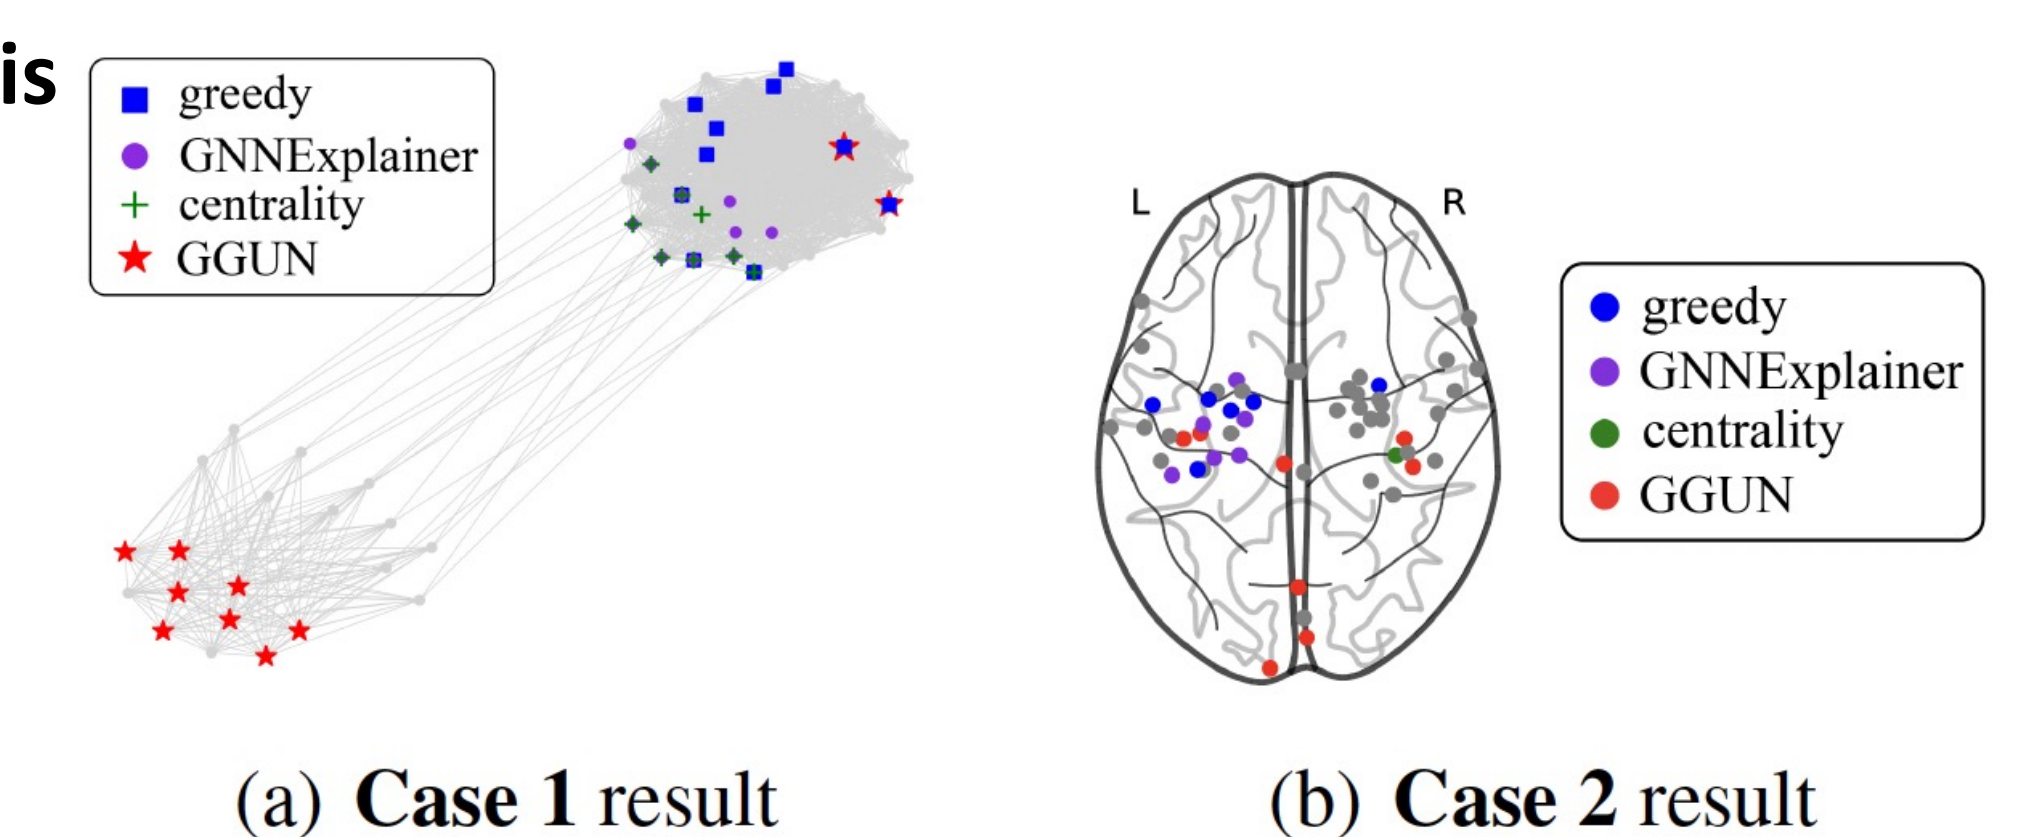 is
greedy
GNNExplainer
centrality
GGUN
L
R
greedy
GNNExplainer
centrality
GGUN
(a) Case 1 result
(b) Case 2 result